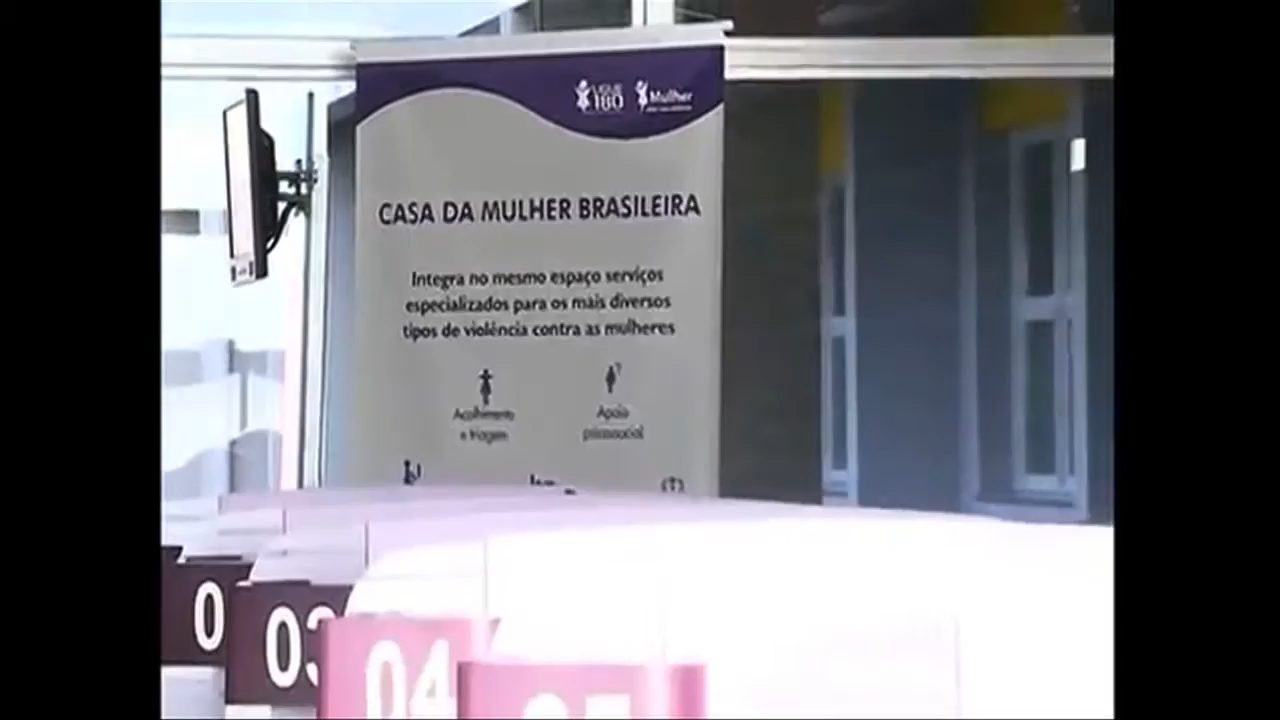 LIGUE
180
Mulher
CASA DA MULHER BRASILEIRA
Integra no mesmo espaço serviços
especializados para os mais diversos
tipos de violência contra as mulheres
Acolhimento
e triagem
Apoio
psicossocial
0
03
04